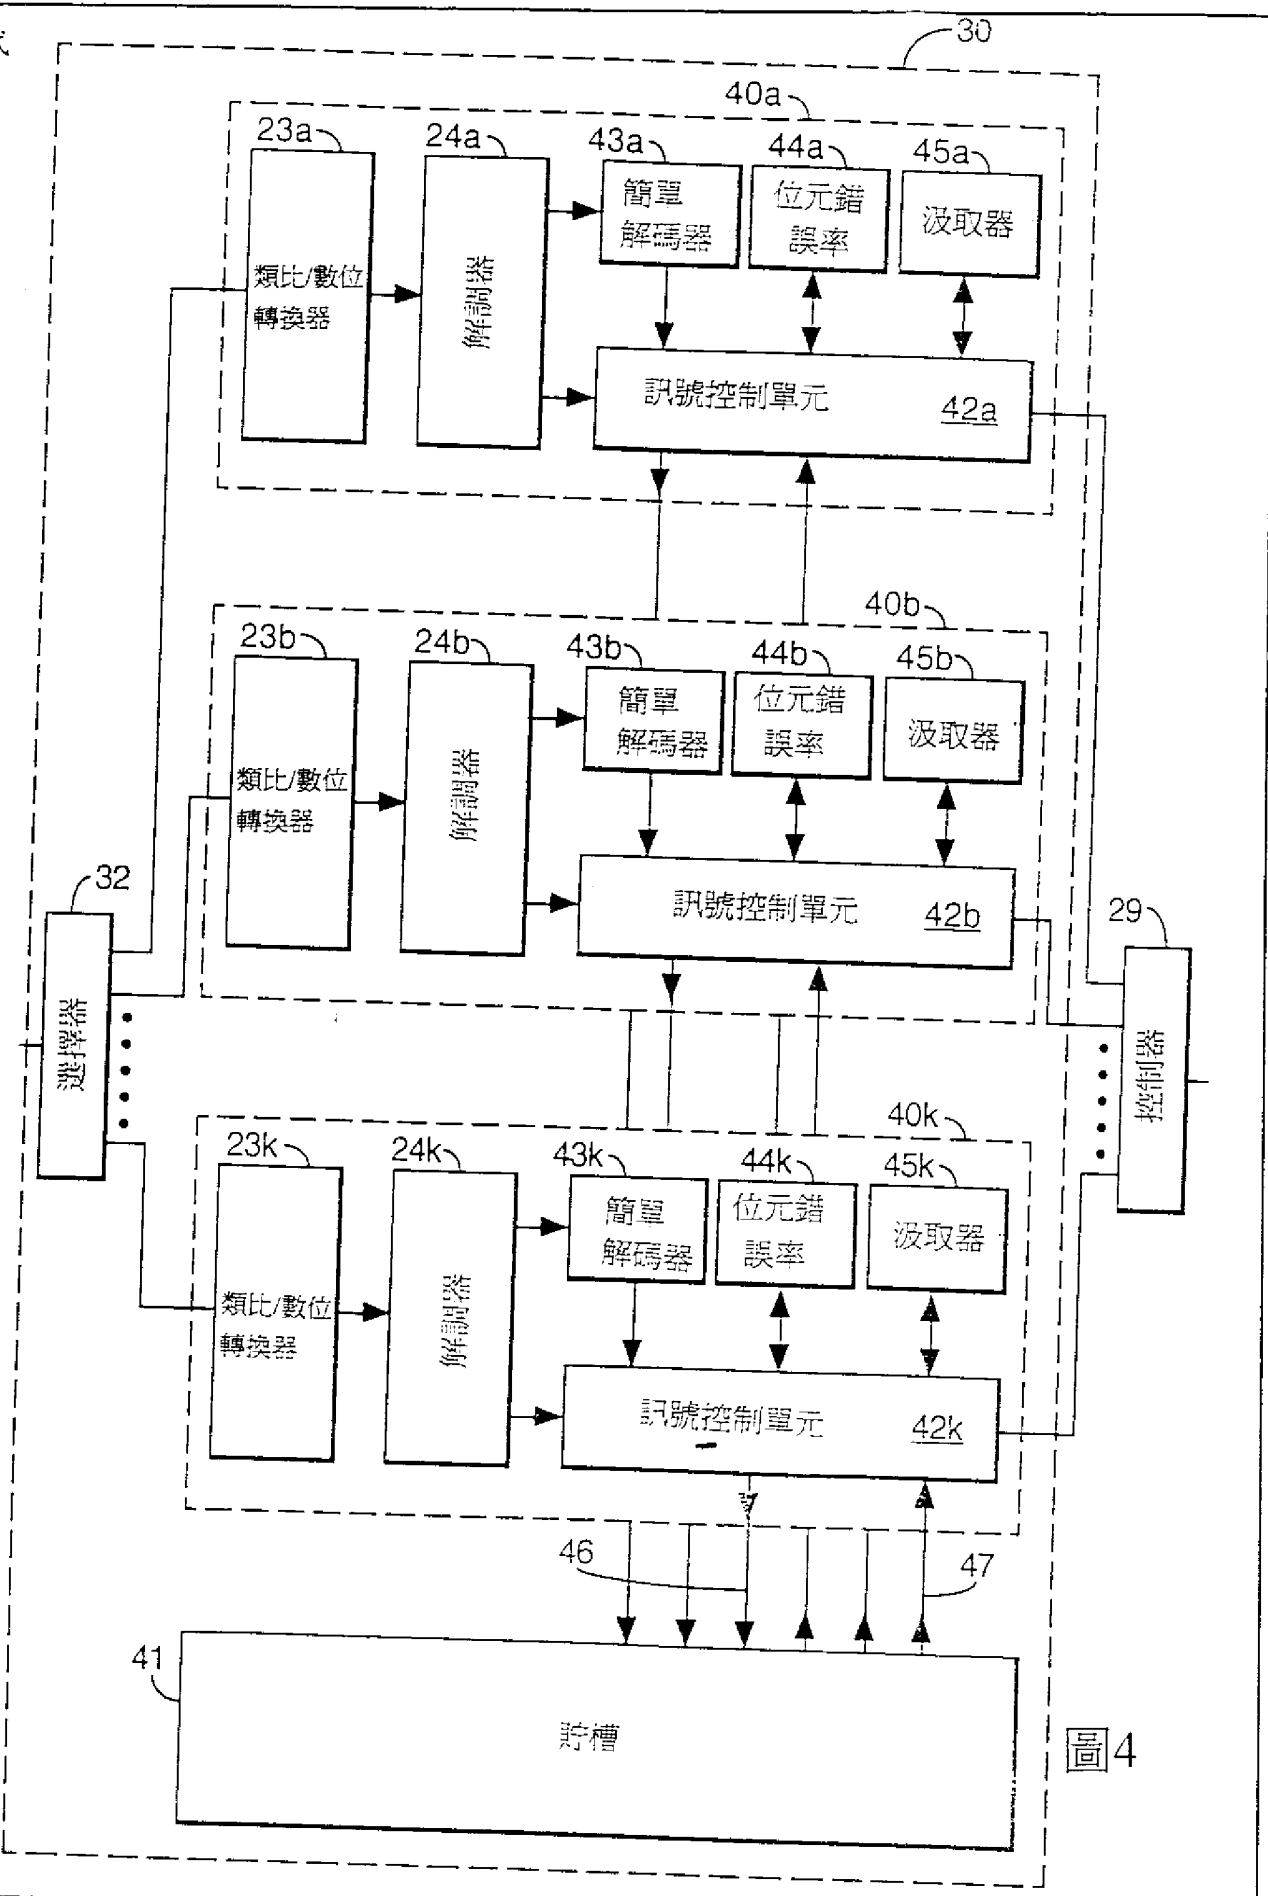 式
30
40a
23a
24a
43a
44a
45a
類比/數位
轉換器
解調器
簡單
解碼器
位元錯
誤率
汲取器
訊號控制單元
42a
40b
23b
24b
43b
44b
45b
類比/數位
轉換器
解調器
簡單
解碼器
位元錯
誤率
汲取器
訊號控制單元
42b
32
選擇器
29
控制器
40k
23k
24k
43k
44k
45k
類比/數位
轉換器
解調器
簡單
解碼器
位元錯
誤率
汲取器
訊號控制單元
42k
46
47
41
貯槽
圖4